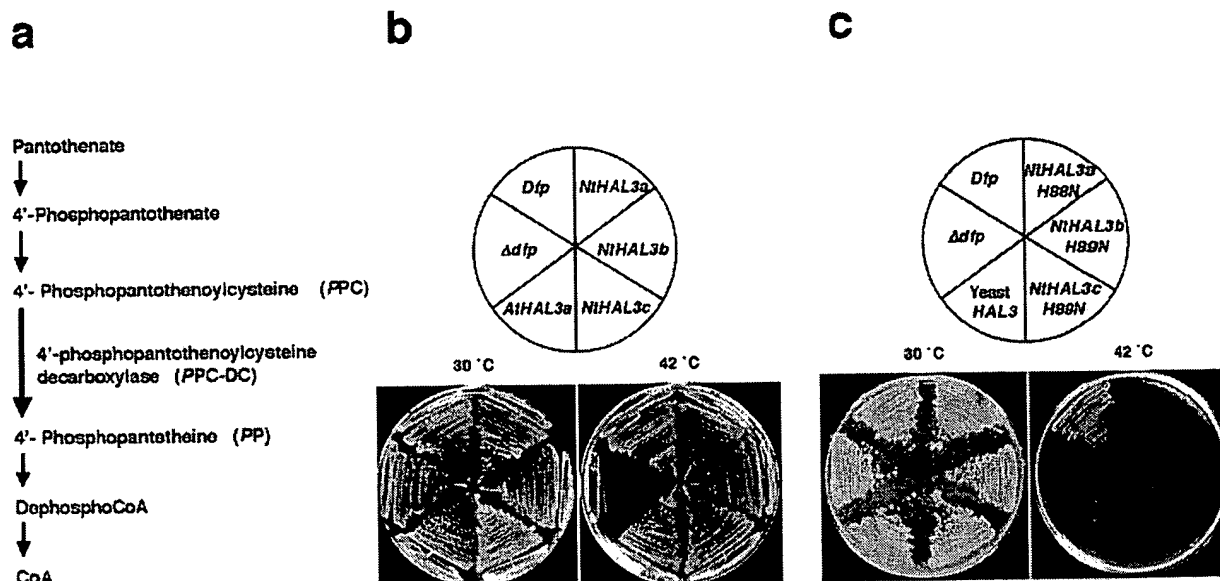 a
Pantothenate
4'-Phosphopantothenate
4'- Phosphopantothenoylcysteine (PPC)
4'-phosphopantothenoylcysteine
decarboxylase (PPC-DC)
4'- Phosphopantetheine (PP)
DephosphoCoA
CoA
b
Dfp
NtHAL3a
Δdfp
NtHAL3b
AtHAL3a
NtHAL3c
30 ˚C
42 ˚C
c
Dfp
NtHAL3a
H88N
Δdfp
NtHAL3b
H89N
Yeast
HAL3
NtHAL3c
H89N
30 ˚C
42 ˚C